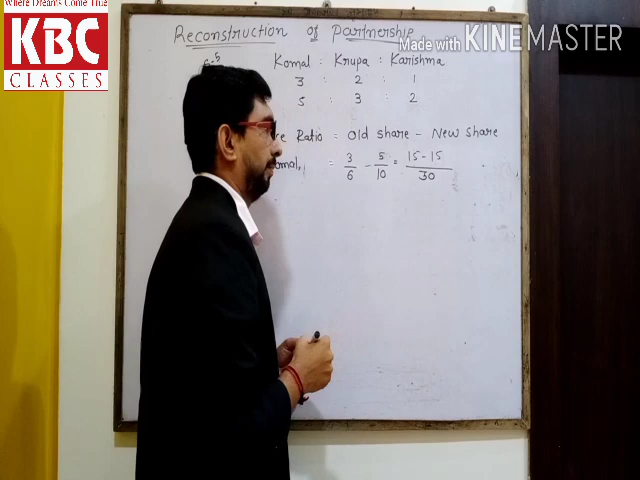 Where Dreams Come True
KBC
CLASSES
Made with KINEMASTER
Reconstruction of Partnership
Komal : Krupa : Karishma
3 : 2 : 1
5 : 3 : 2
Ratio = Old Share - New Share
= 3/6 - 5/10 = 15 - 15/30